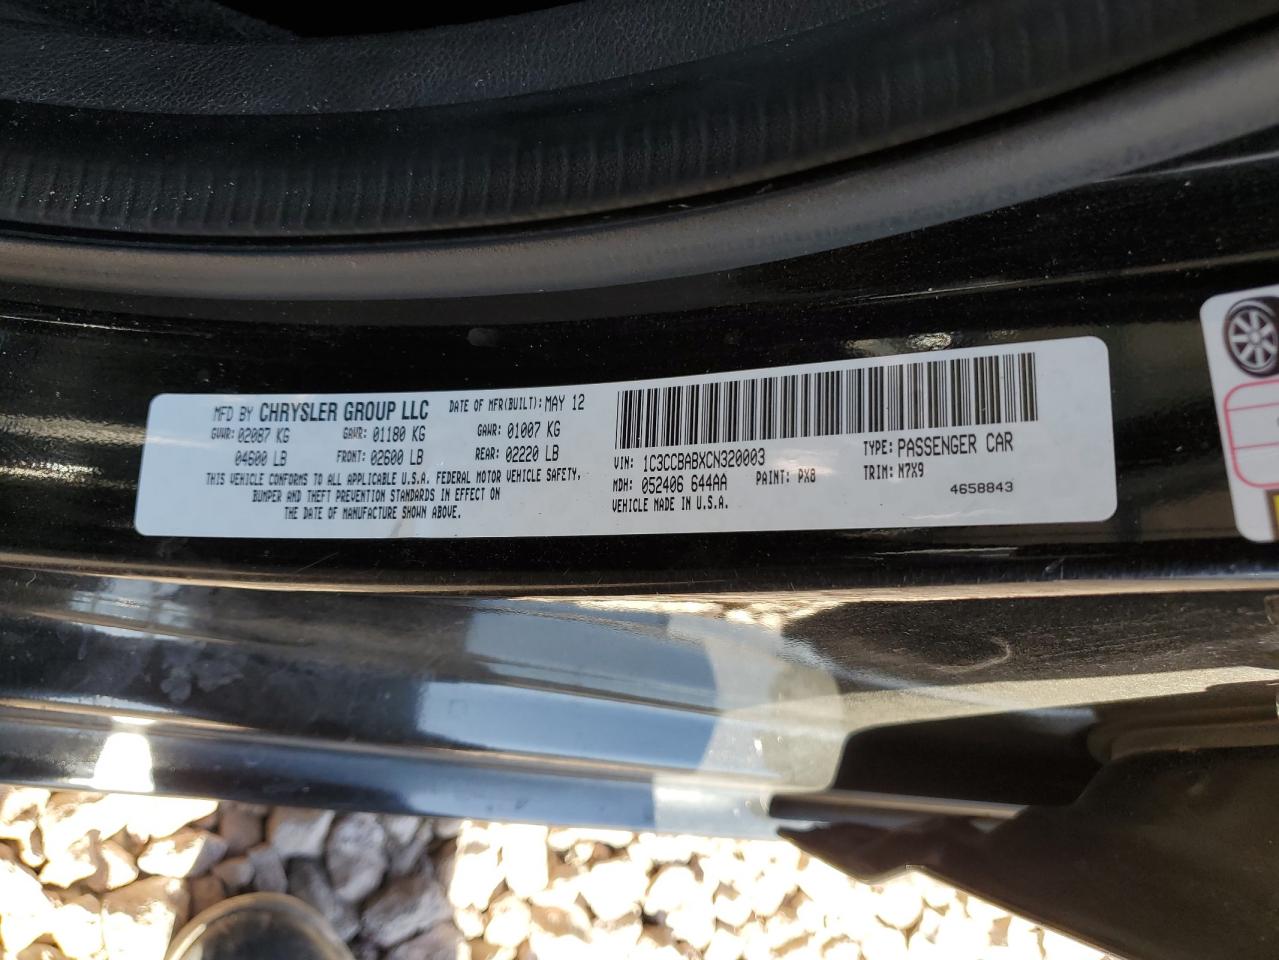 MFD BY CHRYSLER GROUP LLC DATE OF MFR(BUILT): MAY 12
GVWR: 02087 KG GAWR: 01180 KG GAWR: 01007 KG
04600 LB FRONT: 02600 LB REAR: 02220 LB
THIS VEHICLE CONFORMS TO ALL APPLICABLE U.S.A. FEDERAL MOTOR VEHICLE SAFETY,
BUMPER AND THEFT PREVENTION STANDARDS IN EFFECT ON
THE DATE OF MANUFACTURE SHOWN ABOVE.
VIN: 1C3CCBABXCN320003 TYPE: PASSENGER CAR
MDH: 052406 644AA PAINT: PX8 TRIM: N7X9
VEHICLE MADE IN U.S.A. 4658843